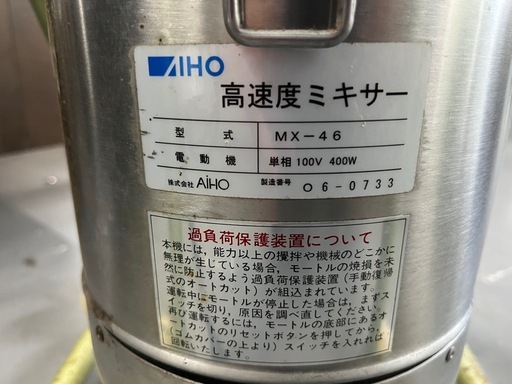 AIHO
高速度ミキサー
型式 MX-46
電動機 単相 100V 400W
株式会社 AiHO 製造番号 06-0733
過負荷保護装置について
本機には，能力以上の攪拌や機械のどこかに
無理が生じている場合，モートルの焼損を未
然に防止するよう過負荷保護装置（手動復帰
式のオートカット）が組込まれています。
運転中にモートルが停止した場合は，まずス
イッチを切り，原因を調べ直してください。
再び運転するには，モートルの底部にあるオ
ートカットのリセットボタンを押してから，
（ゴムカバーの上より）スイッチを入れれば
回転いたします。